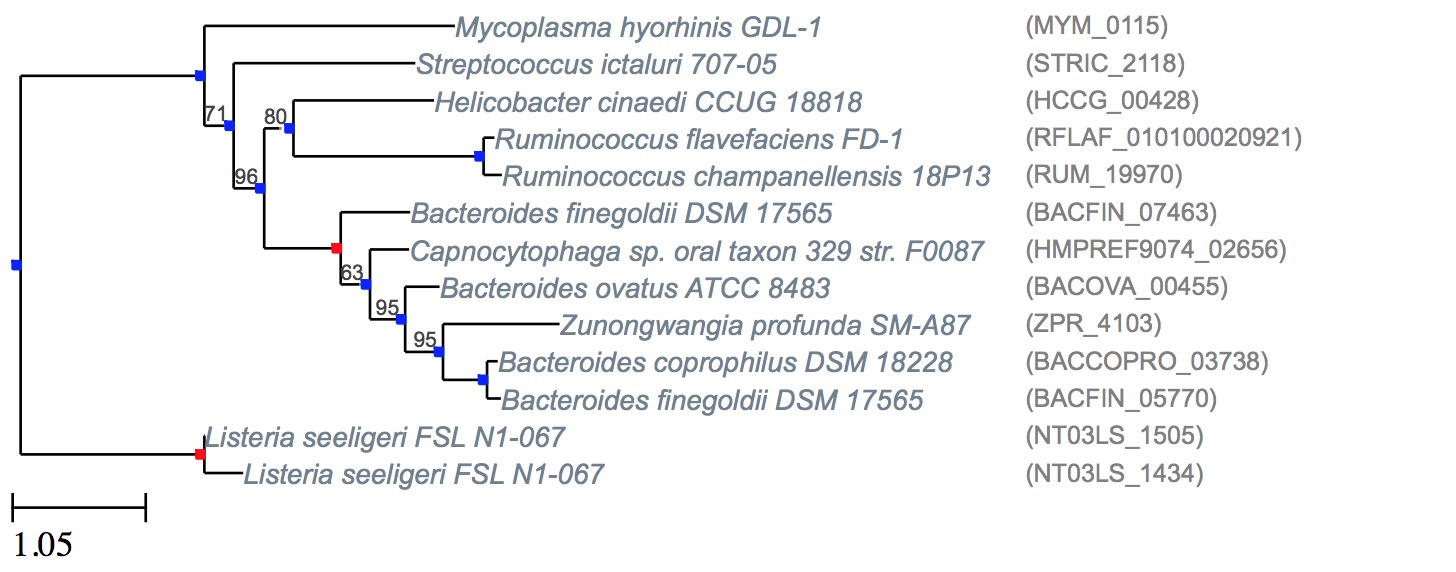 Mycoplasma hyorhinis GDL-1 (MYM_0115)
Streptococcus ictaluri 707-05 (STRIC_2118)
Helicobacter cinaedi CCUG 18818 (HCCG_00428)
71 80
Ruminococcus flavefaciens FD-1 (RFLAF_010100020921)
96 Ruminococcus champanellensis 18P13 (RUM_19970)
Bacteroides finegoldii DSM 17565 (BACFIN_07463)
Capnocytophaga sp. oral taxon 329 str. F0087 (HMPREF9074_02656)
63
Bacteroides ovatus ATCC 8483 (BACOVA_00455)
95
Zunongwangia profunda SM-A87 (ZPR_4103)
95
Bacteroides coprophilus DSM 18228 (BACCOPRO_03738)
Bacteroides finegoldii DSM 17565 (BACFIN_05770)
Listeria seeligeri FSL N1-067 (NT03LS_1505)
Listeria seeligeri FSL N1-067 (NT03LS_1434)
1.05